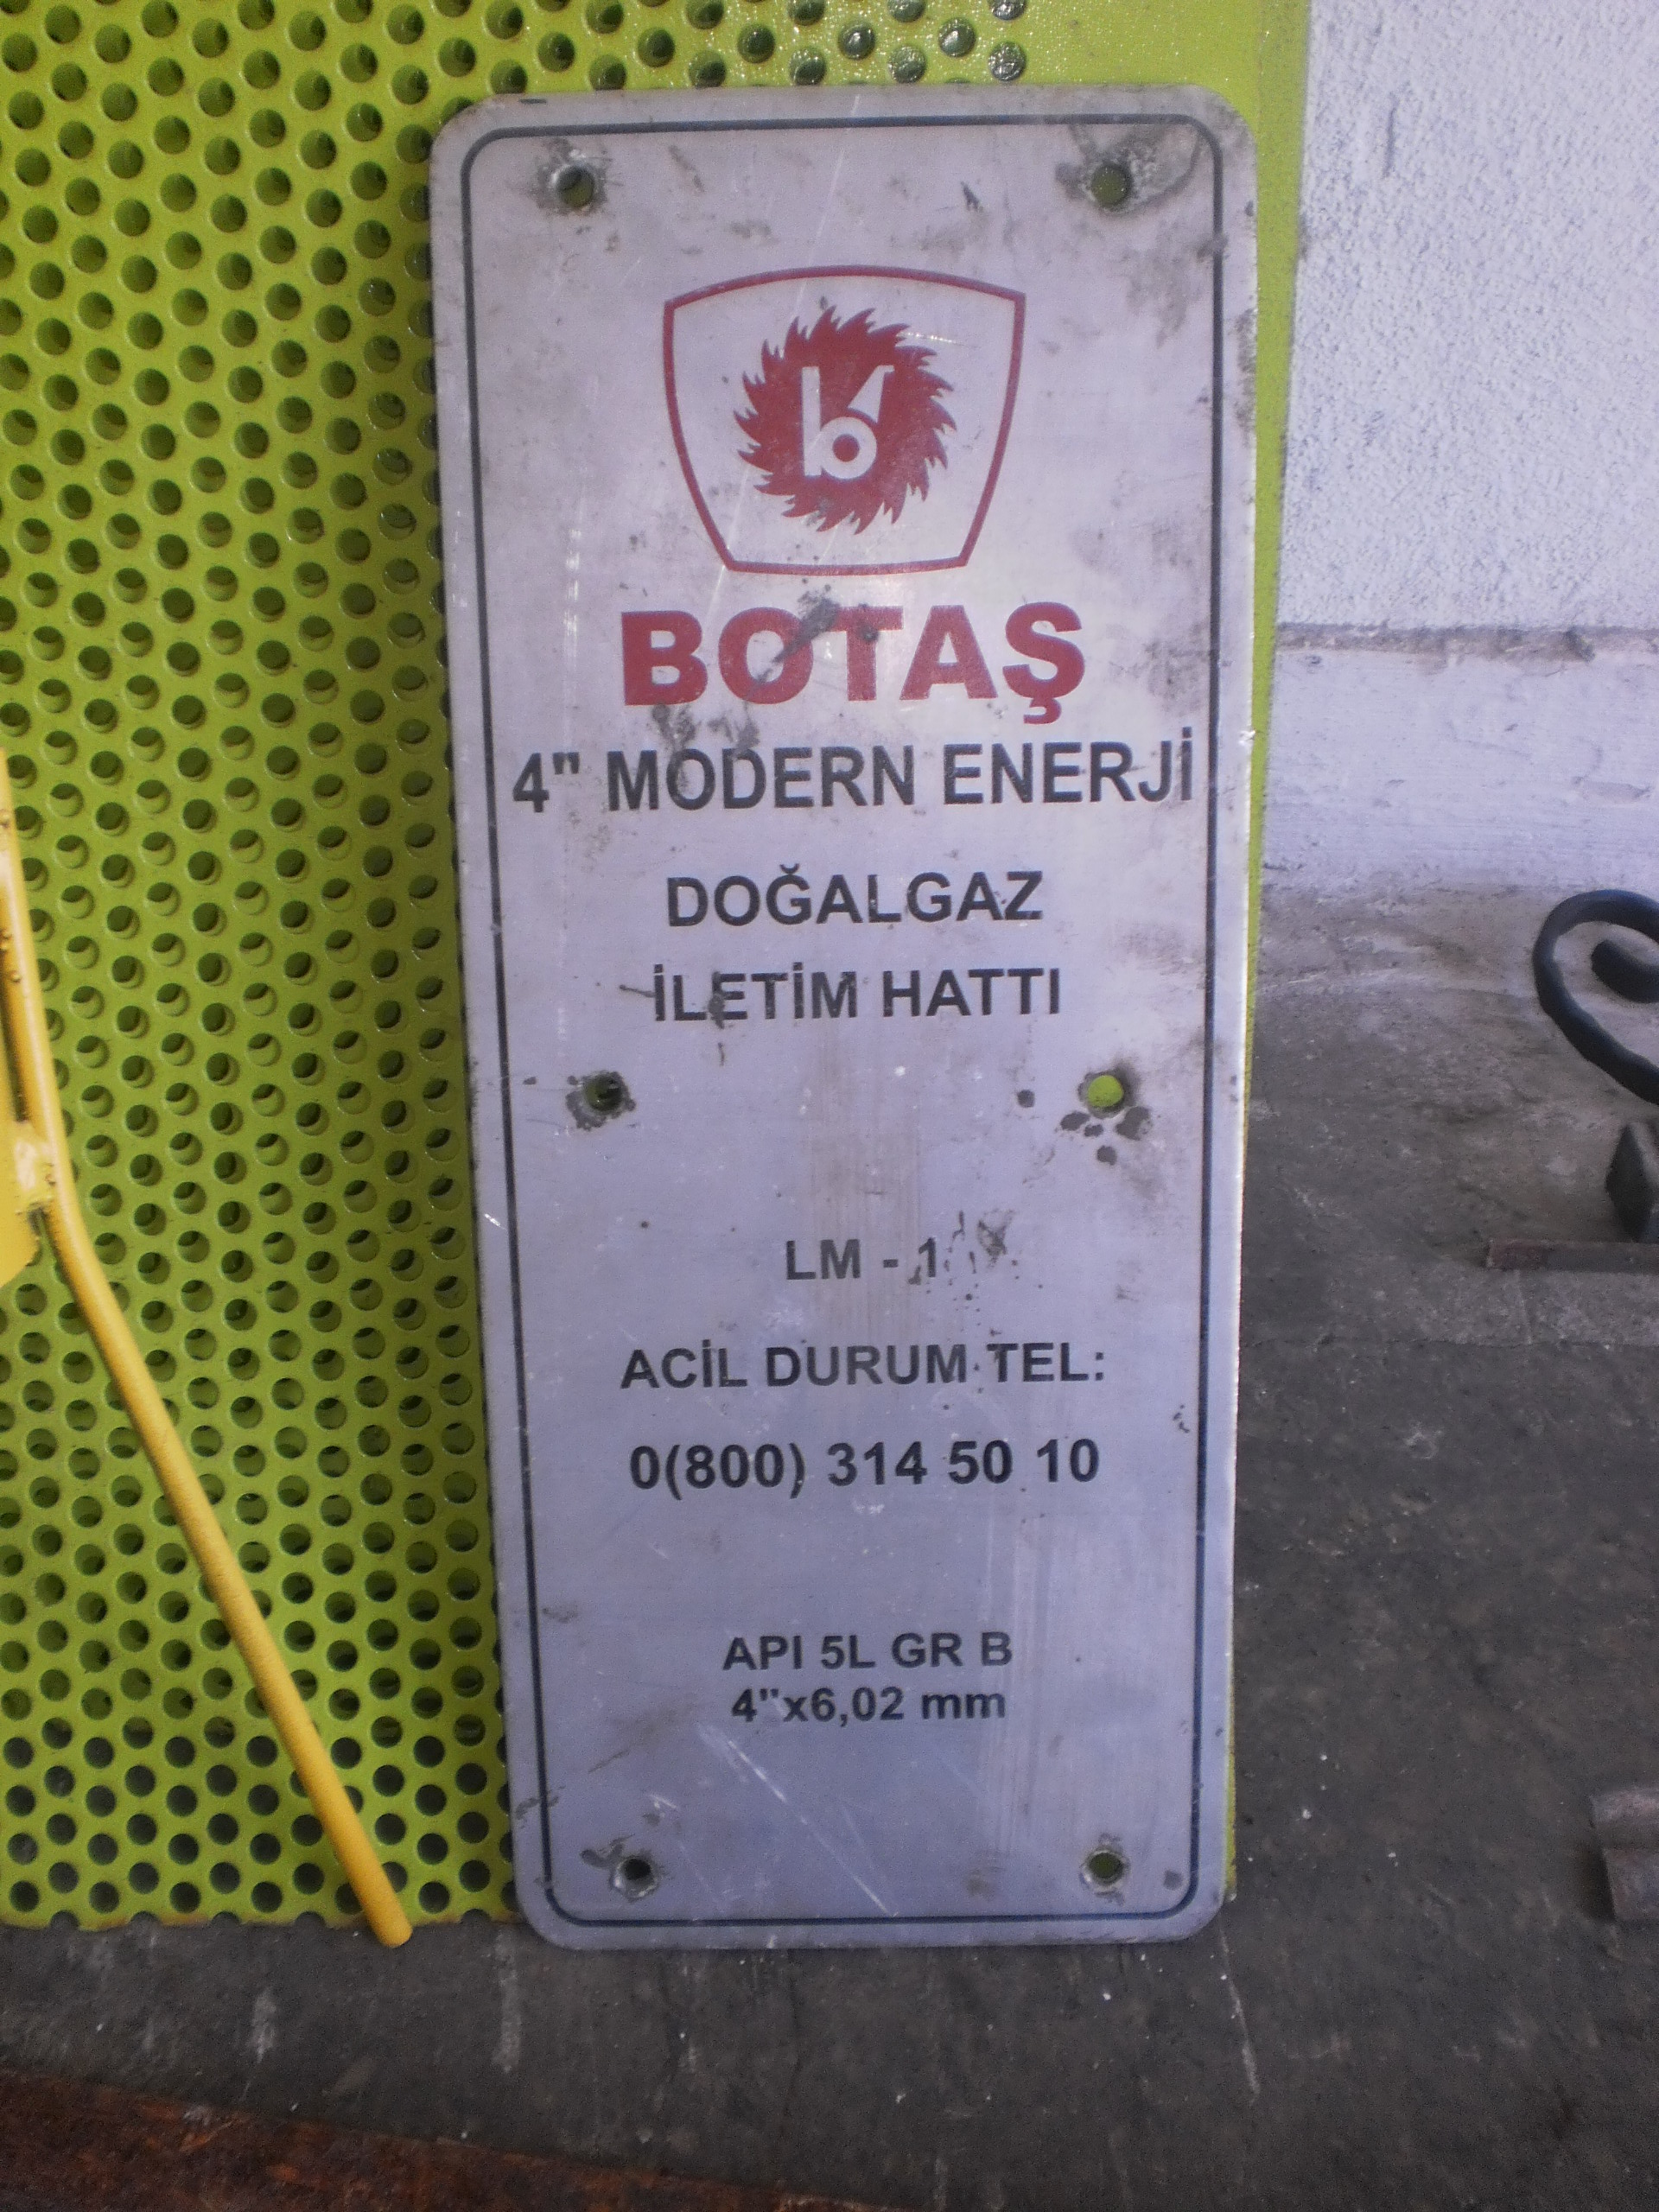 b
BOTAŞ
4" MODERN ENERJİ
DOĞALGAZ
İLETİM HATTI
LM - 1
ACİL DURUM TEL:
0(800) 314 50 10
API 5L GR B
4"x6,02 mm